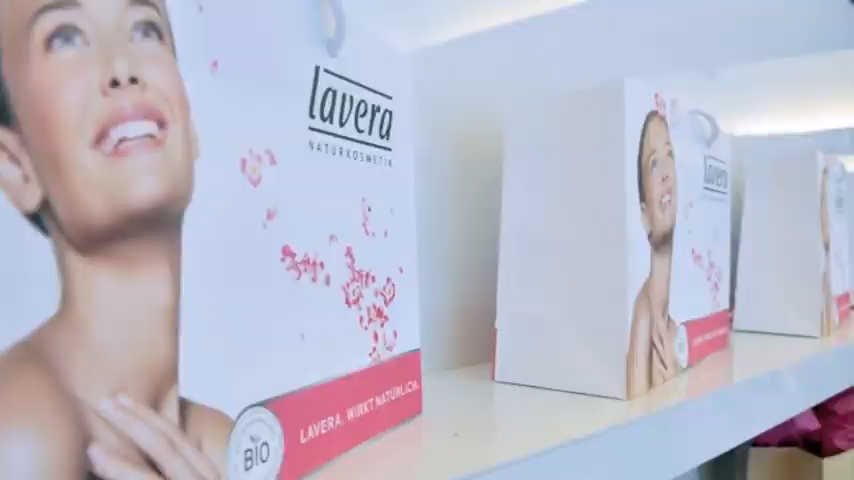 lavera
NATURKOSMETIK
LAVERA. WIRKT NATÜRLICH.
BIO
lavera